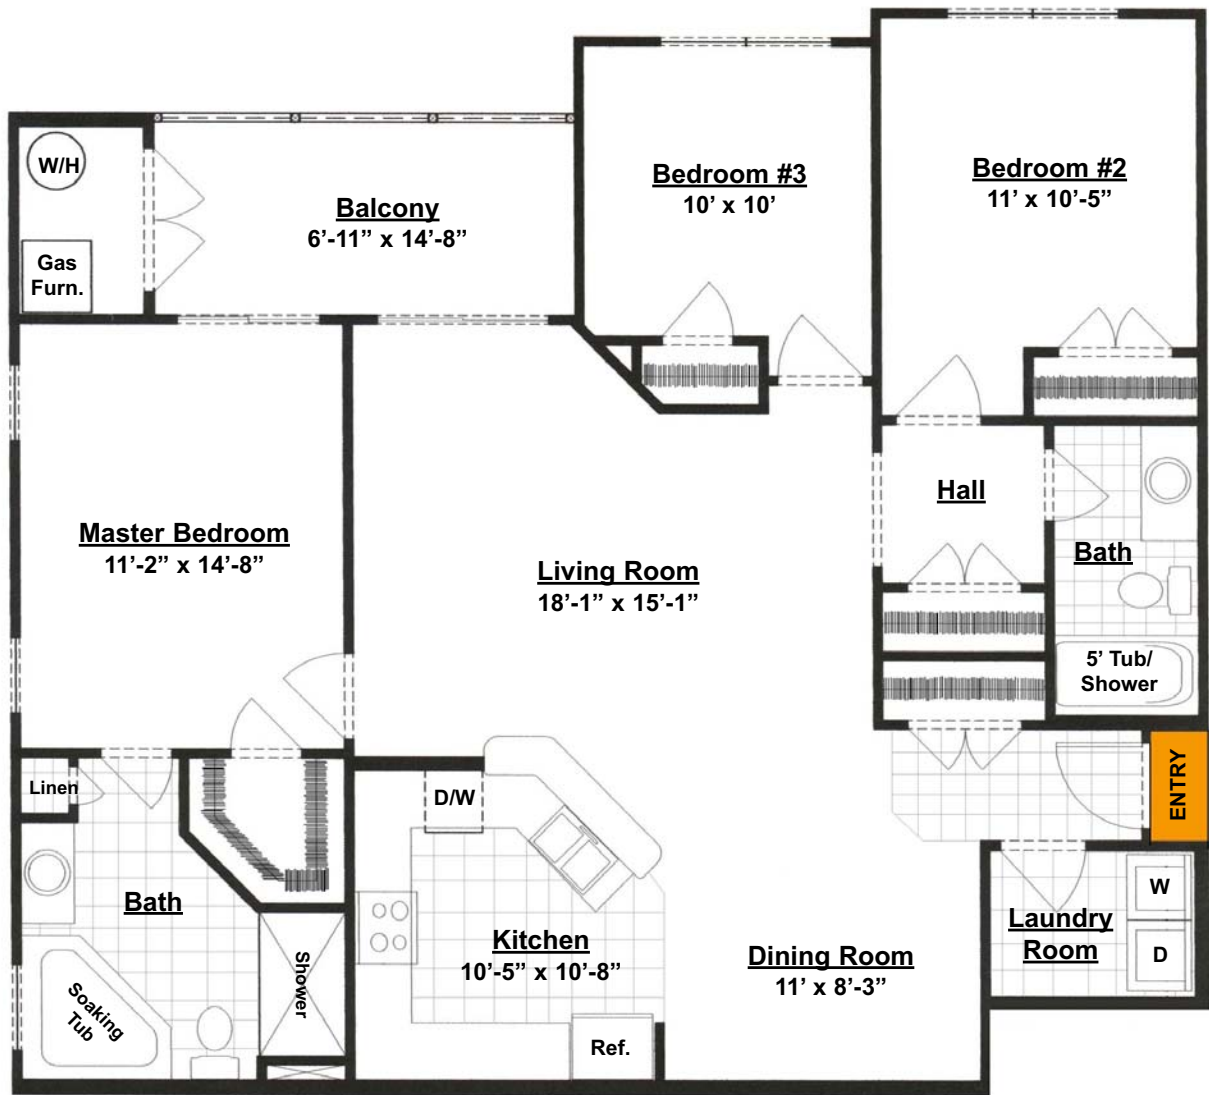 Bedroom #2
11’ x 10’-5”
Bedroom #3
10’ x 10’
W/H
Balcony
6’-11” x 14’-8”
Gas
Furn.
Hall
Master Bedroom
11’-2” x 14’-8”
Living Room
18’-1” x 15’-1”
Bath
5’ Tub/
Shower
Linen
D/W
ENTRY
W
Bath
Laundry
Room
D
Kitchen
10’-5” x 10’-8”
Dining Room
11’ x 8’-3”
Shower
Soaking
Tub
Ref.